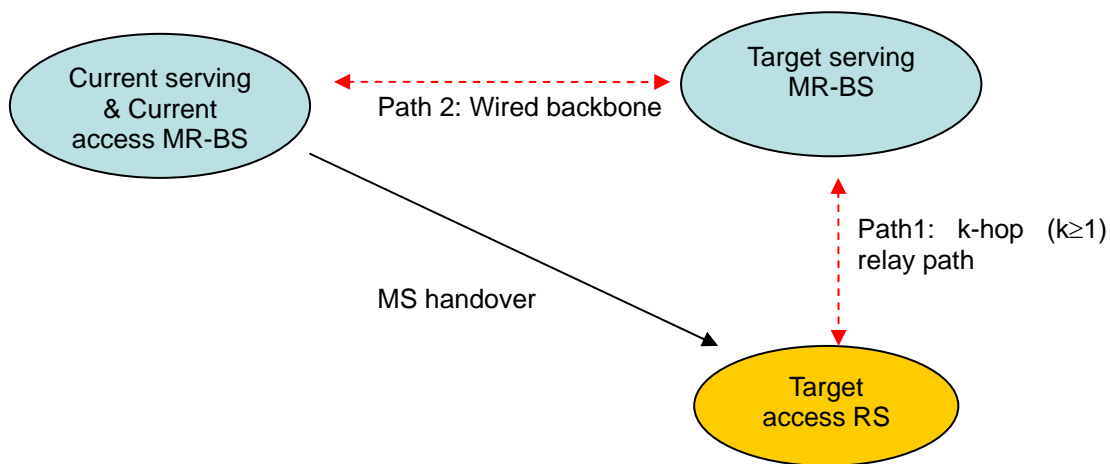 Current serving
& Current
access MR-BS
Path 2: Wired backbone
Target serving
MR-BS
Path1: k-hop (k≥1)
relay path
MS handover
Target
access RS